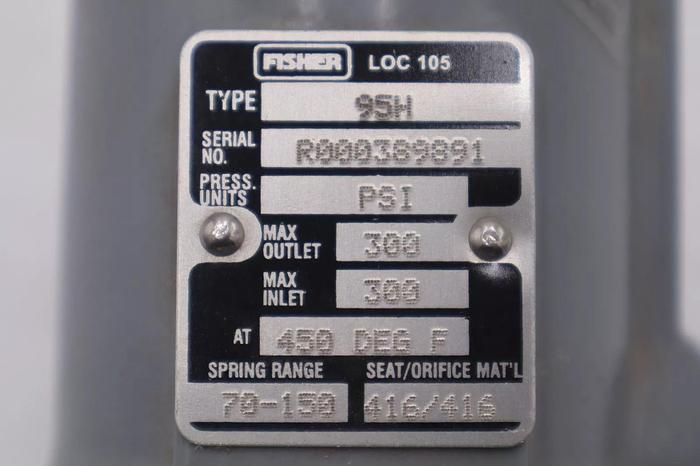 FISHER LOC 105
TYPE 95H
SERIAL NO. R000389891
PRESS. UNITS PSI
MAX OUTLET 300
MAX INLET 300
AT 450 DEG F
SPRING RANGE SEAT/ORIFICE MAT'L
70-150 416/416